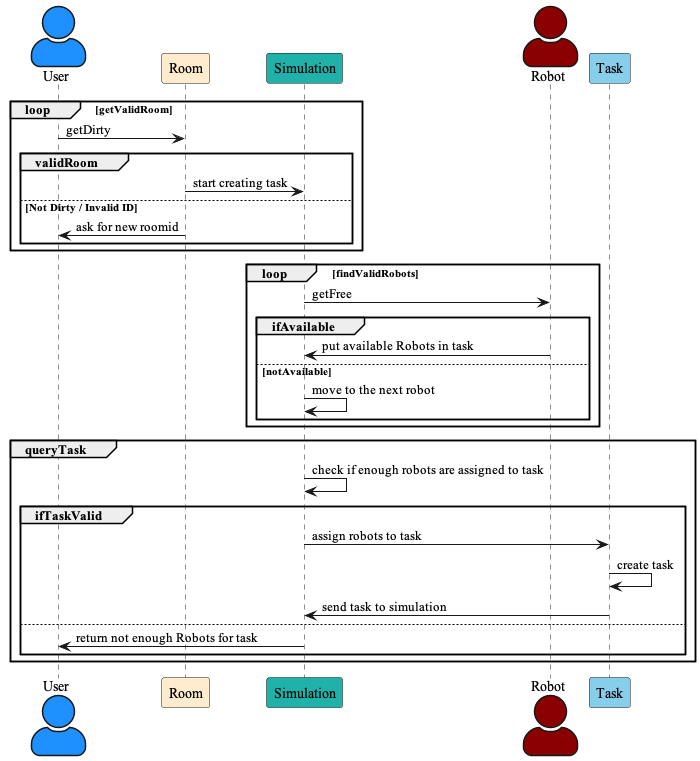 User
Room
Simulation
Robot
Task
loop [getValidRoom]
getDirty
validRoom
start creating task
[Not Dirty / Invalid ID]
ask for new roomid
loop [findValidRobots]
getFree
ifAvailable
put available Robots in task
[notAvailable]
move to the next robot
queryTask
check if enough robots are assigned to task
ifTaskValid
assign robots to task
create task
send task to simulation
return not enough Robots for task
User
Room
Simulation
Robot
Task